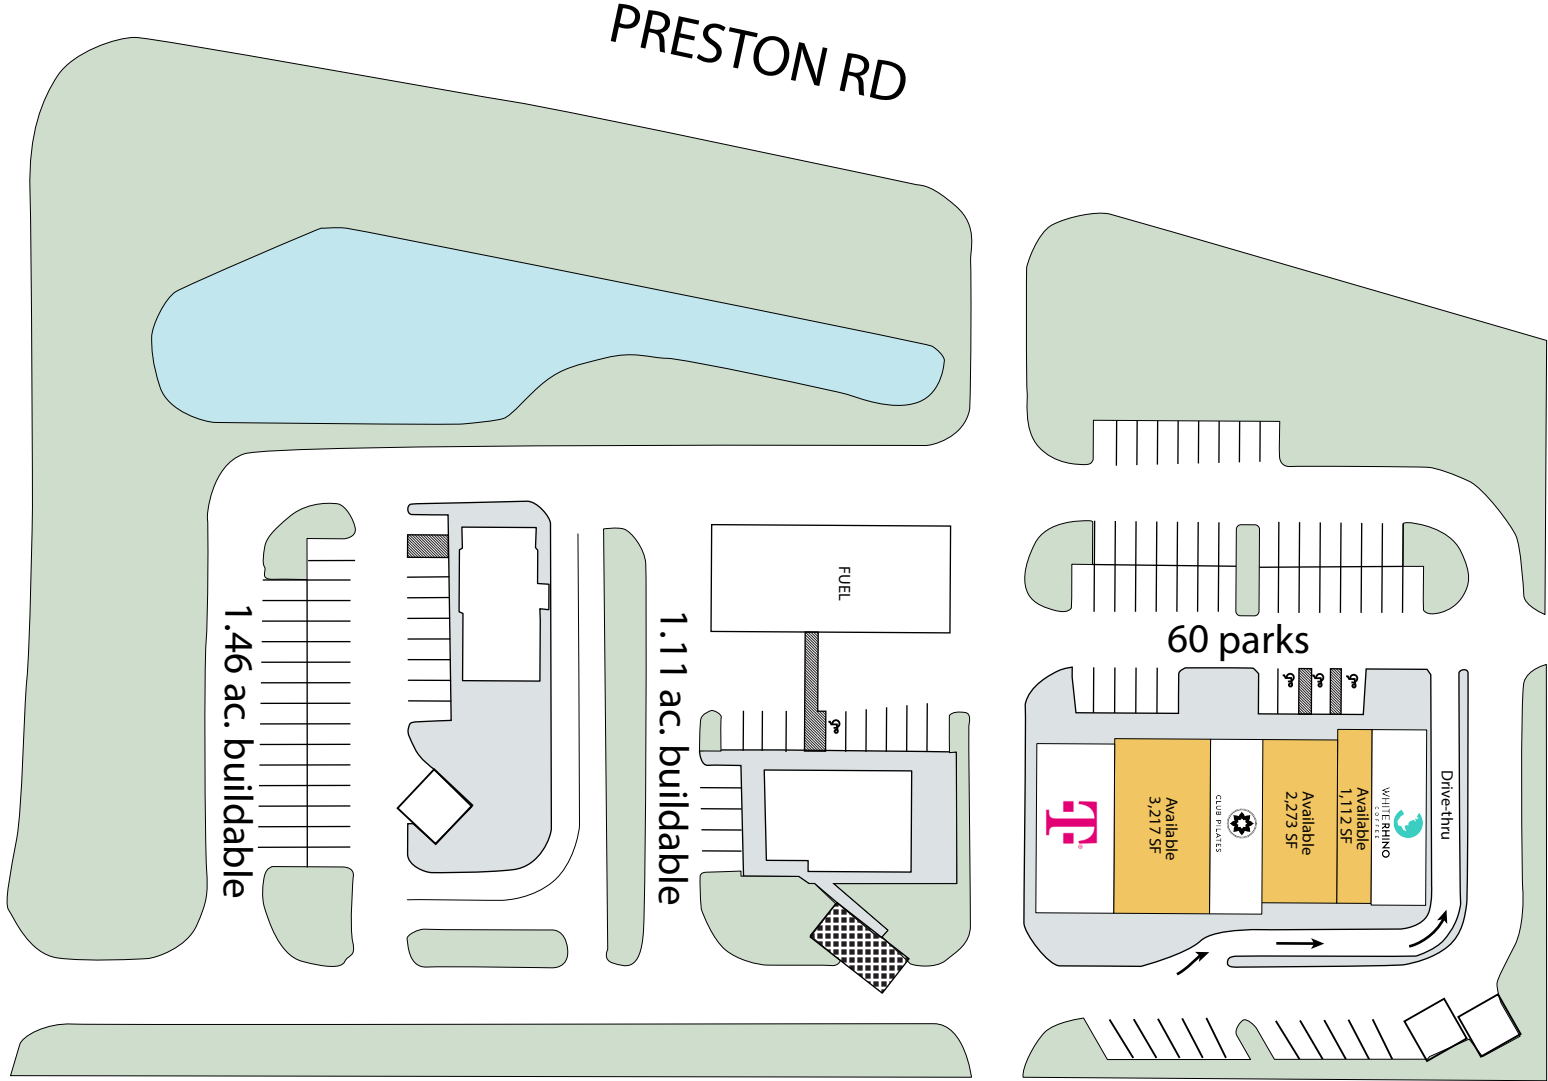 PRESTON RD
FUEL
1.46 ac. buildable
1.11 ac. buildable
60 parks
T
Available
3,217 SF
CLUB PILATES
Available
2,273 SF
Available
1,112 SF
WHITE RHINO
COFFEE
Drive-thru